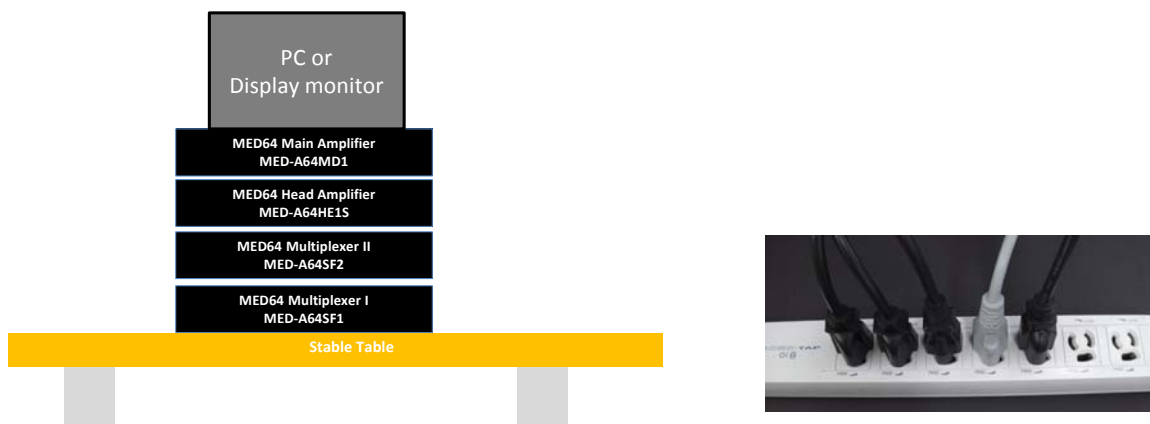 PC or
Display monitor
MED64 Main Amplifier
MED-A64MD1
MED64 Head Amplifier
MED-A64HE1S
MED64 Multiplexer II
MED-A64SF2
MED64 Multiplexer I
MED-A64SF1
Stable Table